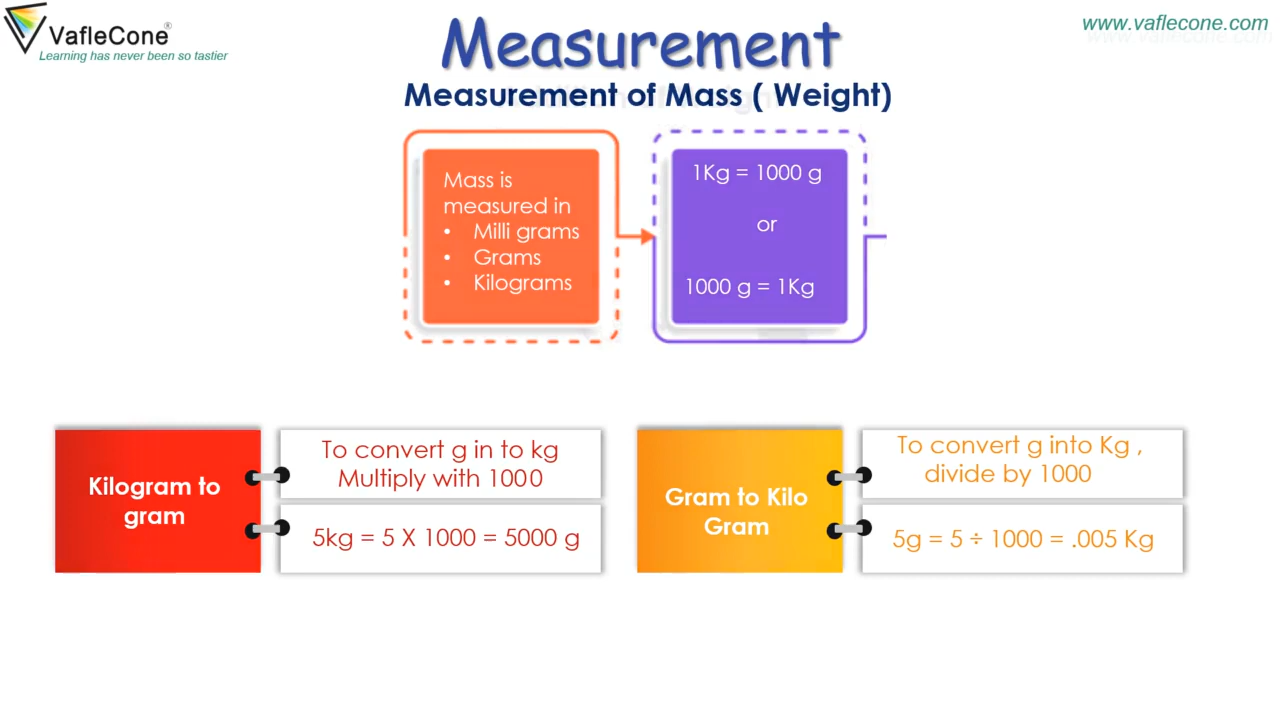 VafleCone®
Learning has never been so tastier
www.vaflecone.com
Measurement
Measurement of Mass ( Weight)
Mass is
measured in
• Milli grams
• Grams
• Kilograms
1Kg = 1000 g
or
1000 g = 1Kg
Kilogram to
gram
To convert g in to kg
Multiply with 1000
5kg = 5 X 1000 = 5000 g
Gram to Kilo
Gram
To convert g into Kg ,
divide by 1000
5g = 5 ÷ 1000 = .005 Kg